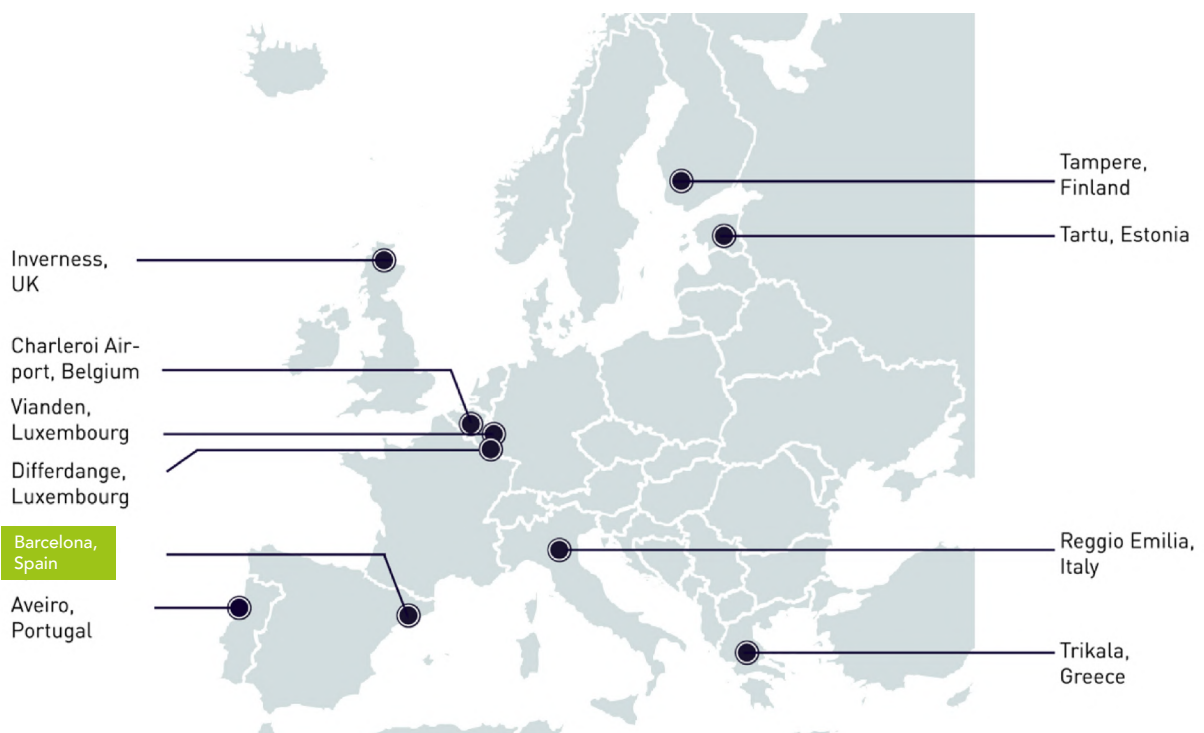 Tampere,
Finland
Tartu, Estonia
Inverness,
UK
Charleroi Air-
port, Belgium
Vianden,
Luxembourg
Differdange,
Luxembourg
Barcelona,
Spain
Aveiro,
Portugal
Reggio Emilia,
Italy
Trikala,
Greece